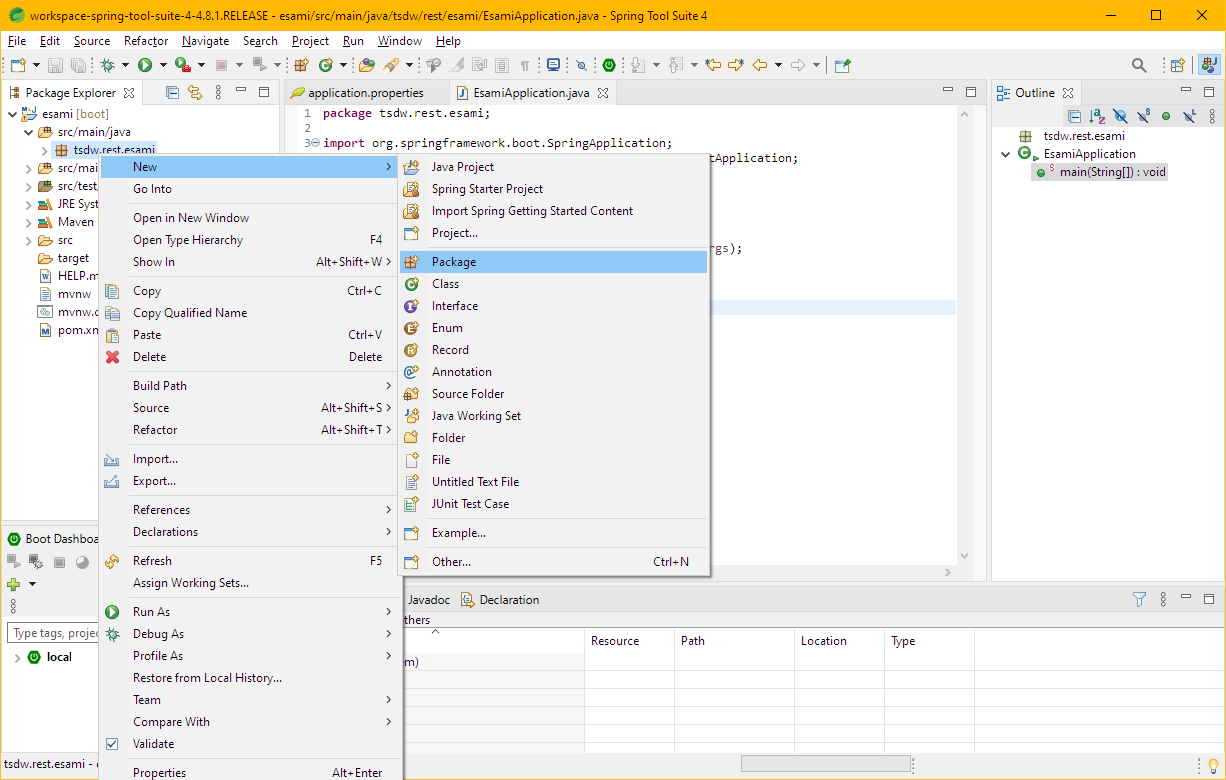 workspace-spring-tool-suite-4-4.8.1.RELEASE - esami/src/main/java/tsdw/rest/esami/EsamiApplication.java - Spring Tool Suite 4
File Edit Source Refactor Navigate Search Project Run Window Help
Package Explorer
application.properties
EsamiApplication.java
Outline
esami [boot]
src/main/java
tsdw.rest.esami
src/mai
src/test
JRE Syst
Maven
src
target
HELP.m
mvnw
mvnw.c
pom.xm
1 package tsdw.rest.esami;
2
3 import org.springframework.boot.SpringApplication;
tApplication;
rgs);
tsdw.rest.esami
EsamiApplication
S main(String[]) : void
New
Go Into
Open in New Window
Open Type Hierarchy F4
Show In Alt+Shift+W
Copy Ctrl+C
Copy Qualified Name
Paste Ctrl+V
Delete Delete
Build Path
Source Alt+Shift+S
Refactor Alt+Shift+T
Import...
Export...
References
Declarations
Refresh F5
Assign Working Sets...
Run As
Debug As
Profile As
Restore from Local History...
Team
Compare With
Validate
Properties Alt+Enter
Java Project
Spring Starter Project
Import Spring Getting Started Content
Project...
Package
Class
Interface
Enum
Record
Annotation
Source Folder
Java Working Set
Folder
File
Untitled Text File
JUnit Test Case
Example...
Other... Ctrl+N
Boot Dashboa
Type tags, projec
local
Javadoc
Declaration
thers
Resource Path Location Type
em)
tsdw.rest.esami - e